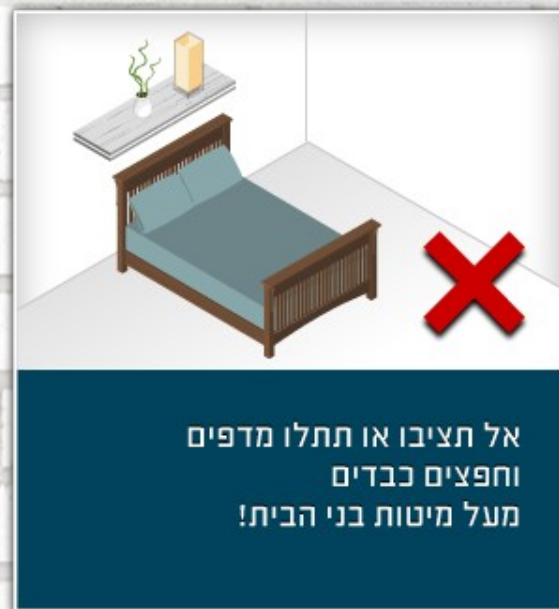 אל תציבו או תתלו מדפים
וחפצים כבדים
מעל מיטות בני הבית!